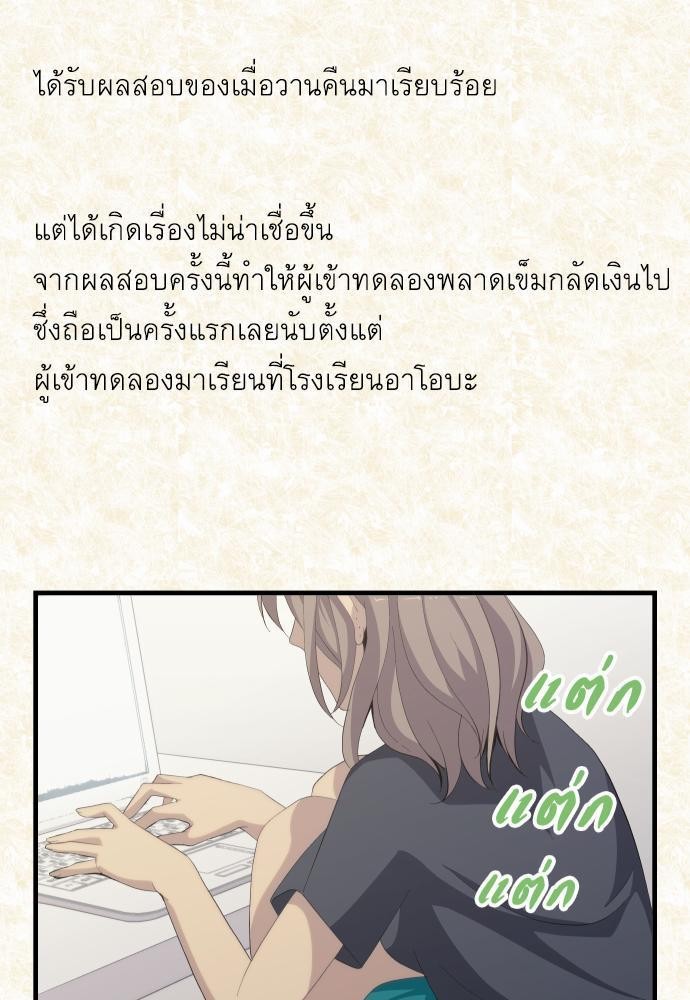 ได้รับผลสอบของเมื่อวานคืนมาเรียบร้อย
แต่ได้เกิดเรื่องไม่น่าเชื่อขึ้น
จากผลสอบครั้งนี้ทำให้ผู้เข้าทดลองพลาดเข็มกลัดเงินไป
ซึ่งถือเป็นครั้งแรกเลยนับตั้งแต่
ผู้เข้าทดลองมาเรียนที่โรงเรียนอาโอบะ
แต่ก
แต่ก
แต่ก